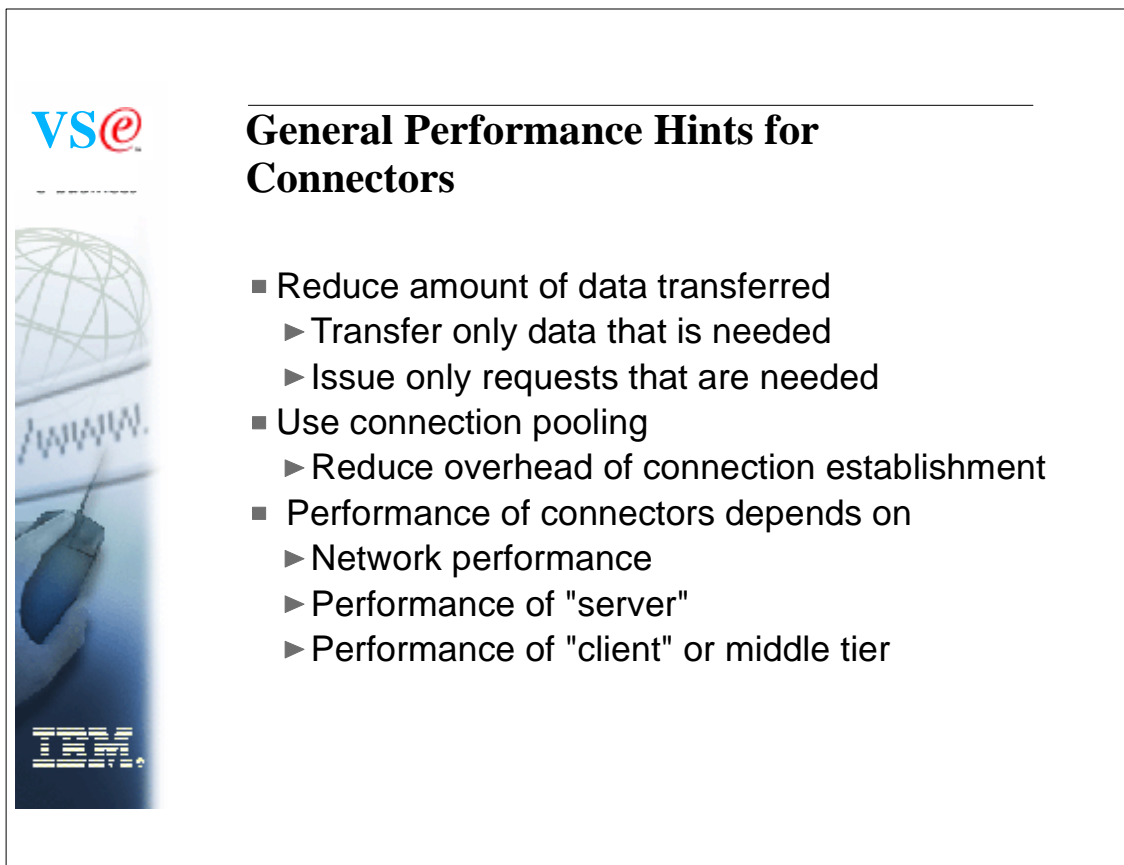 VS@
General Performance Hints for
Connectors
■ Reduce amount of data transferred
► Transfer only data that is needed
► Issue only requests that are needed
■ Use connection pooling
► Reduce overhead of connection establishment
■ Performance of connectors depends on
► Network performance
► Performance of "server"
► Performance of "client" or middle tier
/www.
IBM.